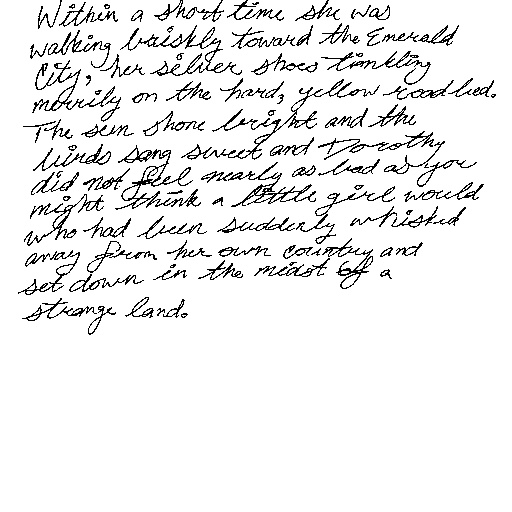 Within a short time she was
walking briskly toward the Emerald
City, her silver shoes tinkling
merrily on the hard, yellow roadbed.
The sun shone bright and the
birds sang sweet and Dorothy
did not feel nearly as bad as you
might think a little girl would
who had been suddenly whisked
away from her own country and
set down in the midst of a
strange land.